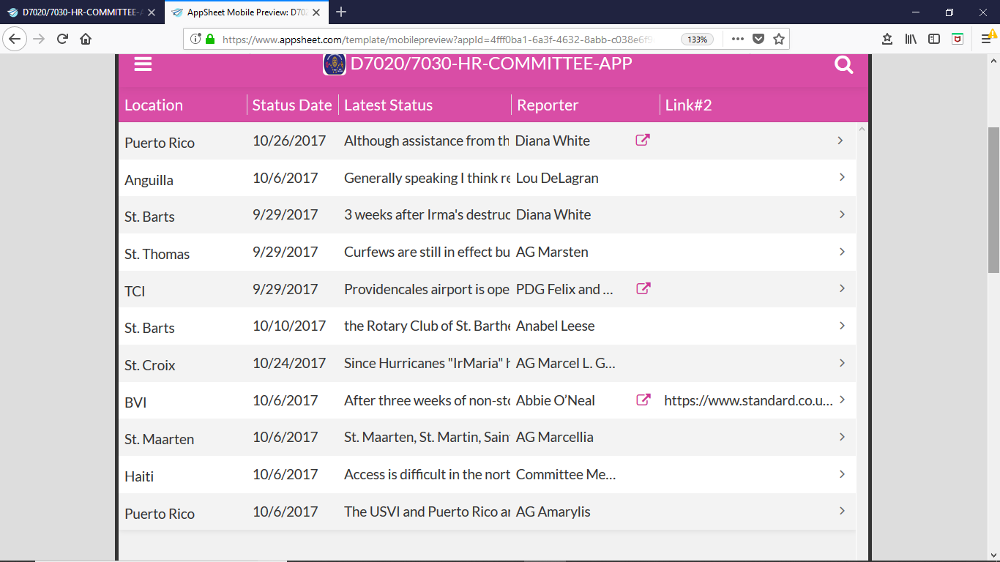 D7020/7030-HR-COMMITTEE-A
AppSheet Mobile Preview: D702
https://www.appsheet.com/template/mobilepreview?appId=4fff0ba1-6a3f-4632-8abb-c038e6f9 133%
D7020/7030-HR-COMMITTEE-APP
Location Status Date Latest Status Reporter Link#2
Puerto Rico 10/26/2017 Although assistance from th Diana White
Anguilla 10/6/2017 Generally speaking I think re Lou DeLagran
St. Barts 9/29/2017 3 weeks after Irma's destruc Diana White
St. Thomas 9/29/2017 Curfews are still in effect bu AG Marsten
TCI 9/29/2017 Providencales airport is ope PDG Felix and ...
St. Barts 10/10/2017 the Rotary Club of St. Barthe Anabel Leese
St. Croix 10/24/2017 Since Hurricanes "IrMaria" h AG Marcel L. G...
BVI 10/6/2017 After three weeks of non-sto Abbie O’Neal https://www.standard.co.u...
St. Maarten 10/6/2017 St. Maarten, St. Martin, Sain AG Marcellia
Haiti 10/6/2017 Access is difficult in the nort Committee Me...
Puerto Rico 10/6/2017 The USVI and Puerto Rico ar AG Amarylis